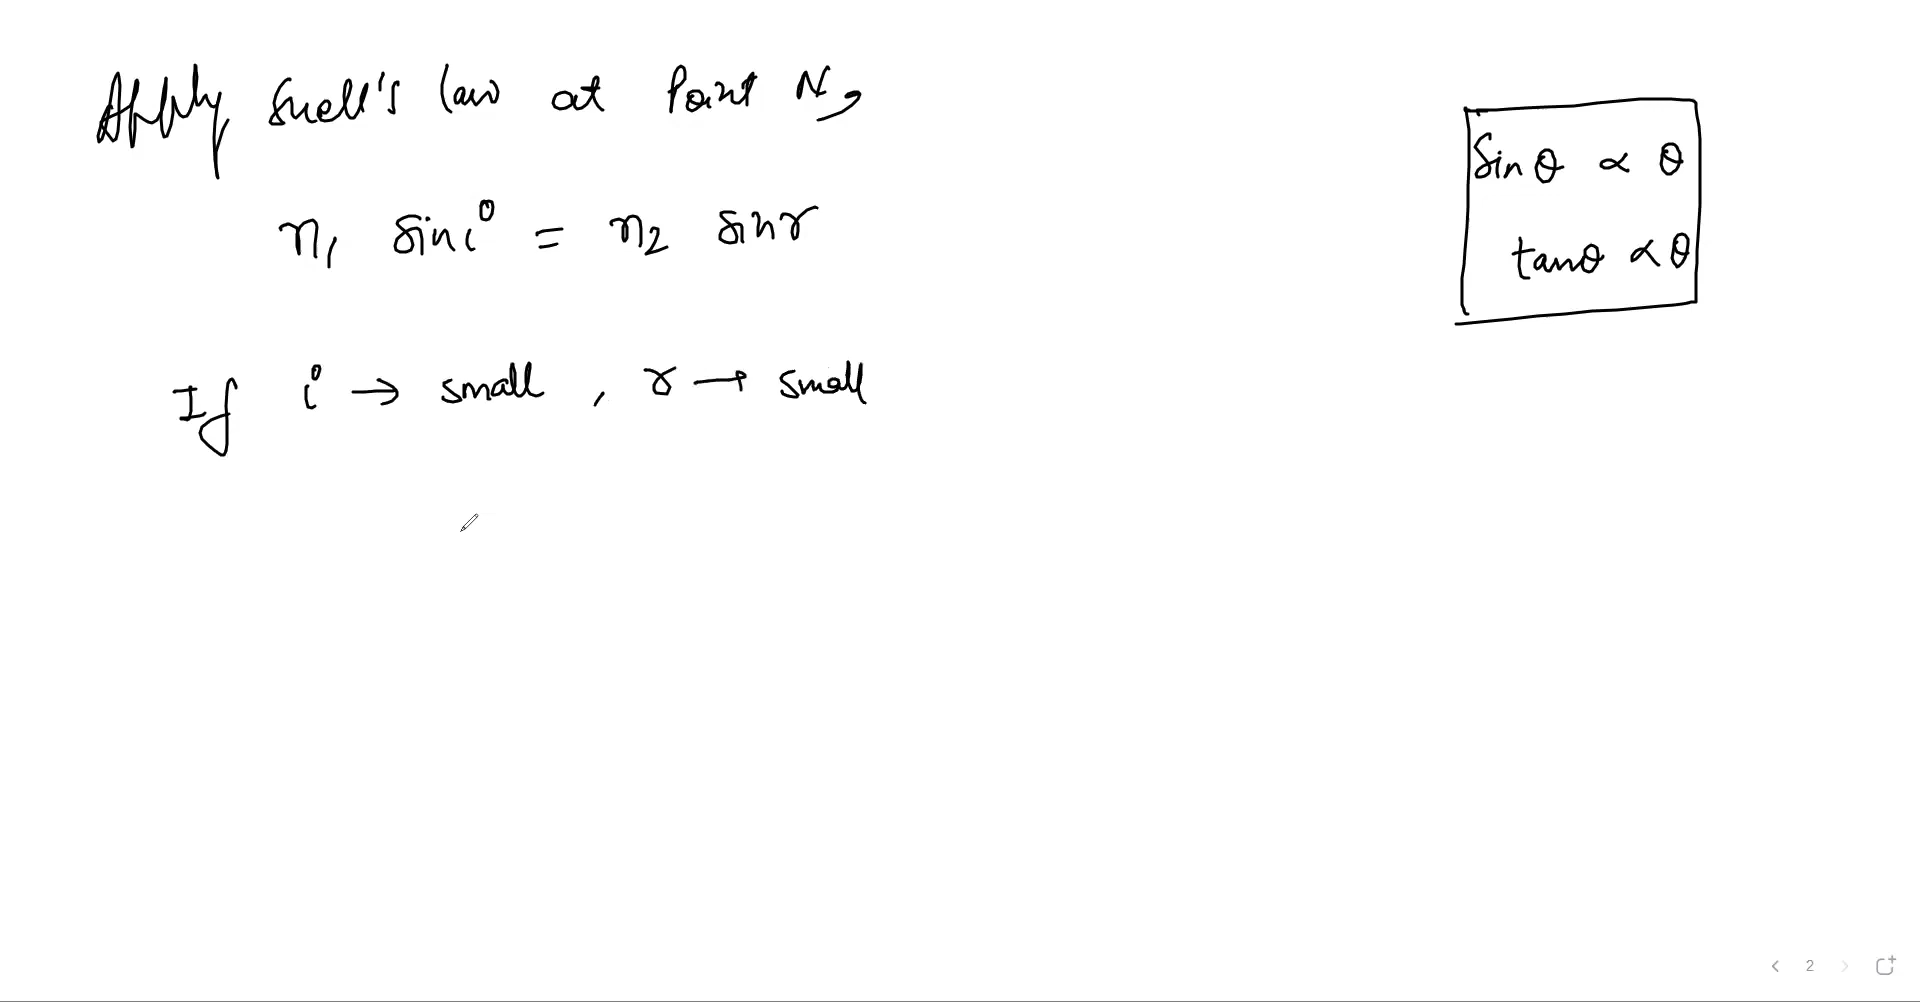 Apply Snell's law at Point N,
n₁ sin i = n₂ sin r
If i → small , r → small
sin θ ∝ θ
tan θ ∝ θ
2